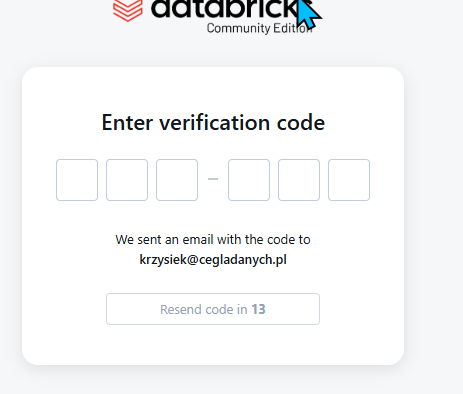 databricks
Community Edition
Enter verification code
–
We sent an email with the code to
krzysiek@cegladanych.pl
Resend code in 13